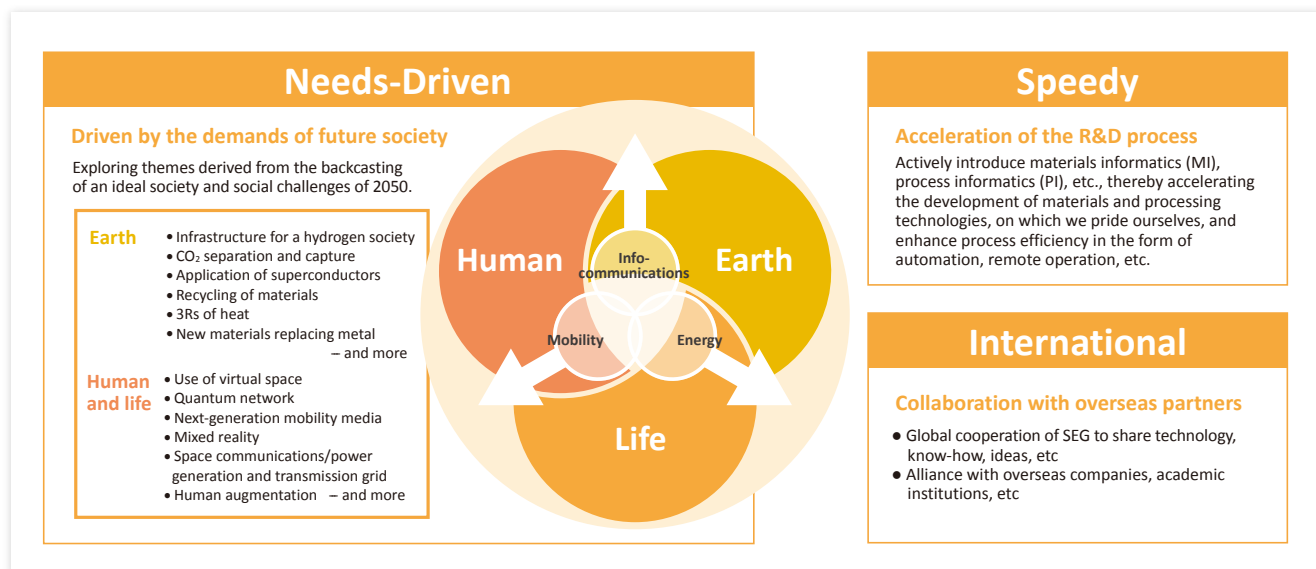 Needs-Driven
Driven by the demands of future society
Exploring themes derived from the backcasting
of an ideal society and social challenges of 2050.
Earth
• Infrastructure for a hydrogen society
• CO₂ separation and capture
• Application of superconductors
• Recycling of materials
• 3Rs of heat
• New materials replacing metal
– and more
Human
and life
• Use of virtual space
• Quantum network
• Next-generation mobility media
• Mixed reality
• Space communications/power
generation and transmission grid
• Human augmentation – and more
Human
Earth
Info-
communications
Mobility
Energy
Life
Speedy
Acceleration of the R&D process
Actively introduce materials informatics (MI),
process informatics (PI), etc., thereby accelerating
the development of materials and processing
technologies, on which we pride ourselves, and
enhance process efficiency in the form of
automation, remote operation, etc.
International
Collaboration with overseas partners
● Global cooperation of SEG to share technology,
know-how, ideas, etc
● Alliance with overseas companies, academic
institutions, etc